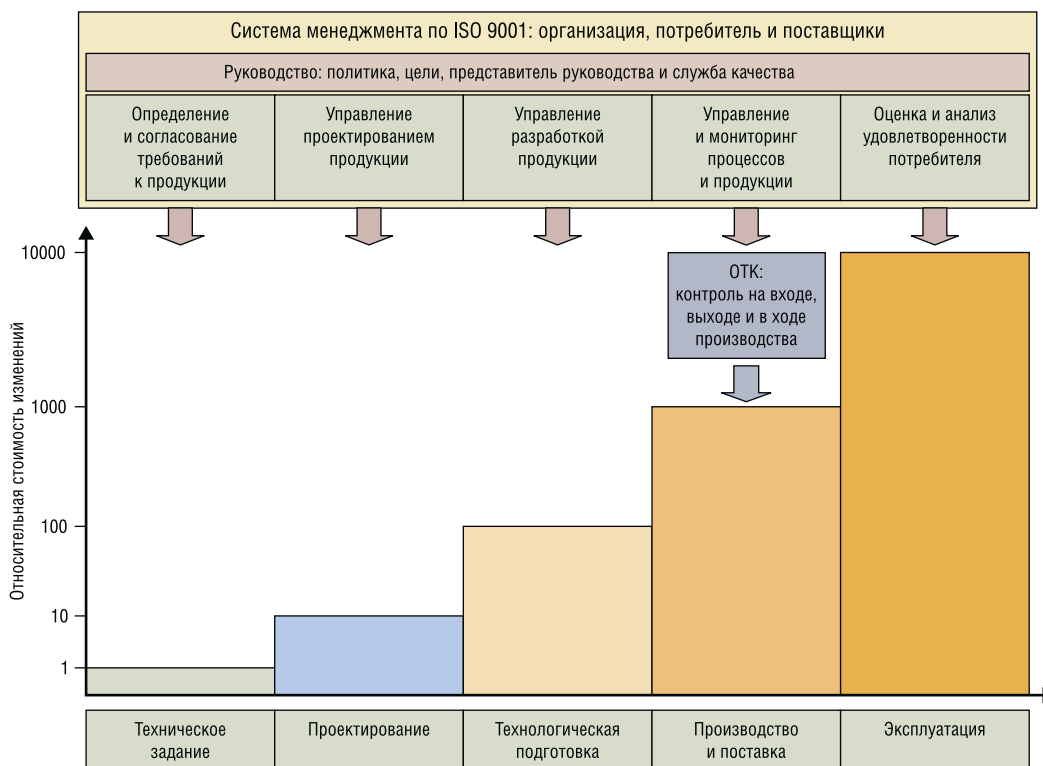 Система менеджмента по ISO 9001: организация, потребитель и поставщики
Руководство: политика, цели, представитель руководства и служба качества
Определение
и согласование
требований
к продукции
Управление
проектированием
продукции
Управление
разработкой
продукции
Управление
и мониторинг
процессов
и продукции
Оценка и анализ
удовлетворенности
потребителя
Относительная стоимость изменений
10000
1000
100
10
1
ОТК:
контроль на входе,
выходе и в ходе
производства
Техническое
задание
Проектирование
Технологическая
подготовка
Производство
и поставка
Эксплуатация